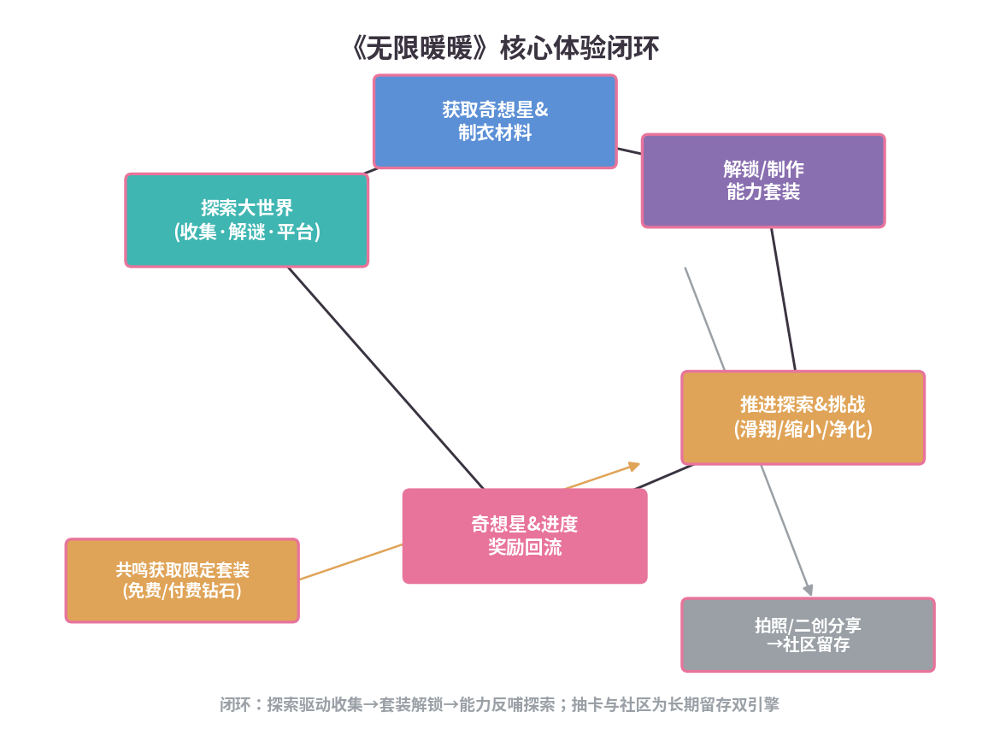 《无限暖暖》核心体验闭环
获取奇想星&
制衣材料
解锁/制作
能力套装
探索大世界
(收集·解谜·平台)
推进探索&挑战
(滑翔/缩小/净化)
奇想星&进度
奖励回流
共鸣获取限定套装
(免费/付费钻石)
拍照/二创分享
→社区留存
闭环：探索驱动收集→套装解锁→能力反哺探索；抽卡与社区为长期留存双引擎